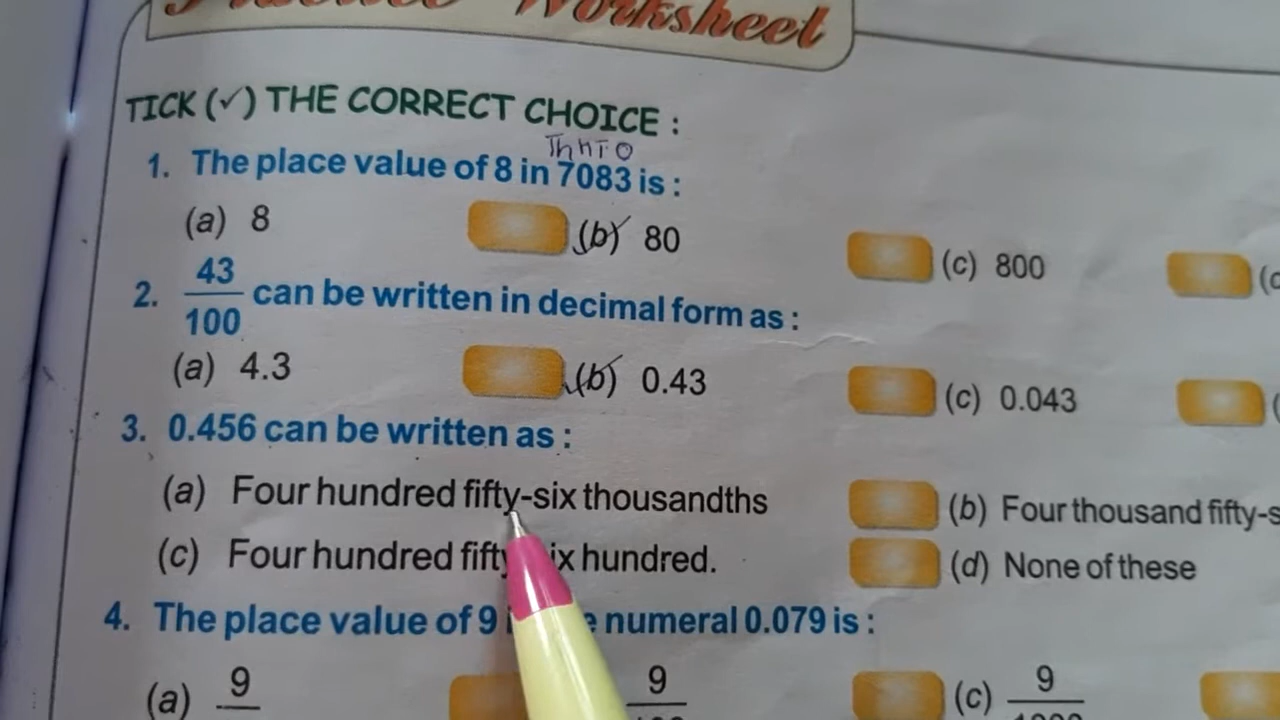 Worksheet
TICK (✓) THE CORRECT CHOICE :
Th H T O
1. The place value of 8 in 7083 is :
(a) 8 (b) 80 (c) 800
2. 43/100 can be written in decimal form as :
(a) 4.3 (b) 0.43 (c) 0.043
3. 0.456 can be written as :
(a) Four hundred fifty-six thousandths (b) Four thousand fifty-s
(c) Four hundred fifty six hundred. (d) None of these
4. The place value of 9 numeral 0.079 is :
(a) 9 9 (c) 9